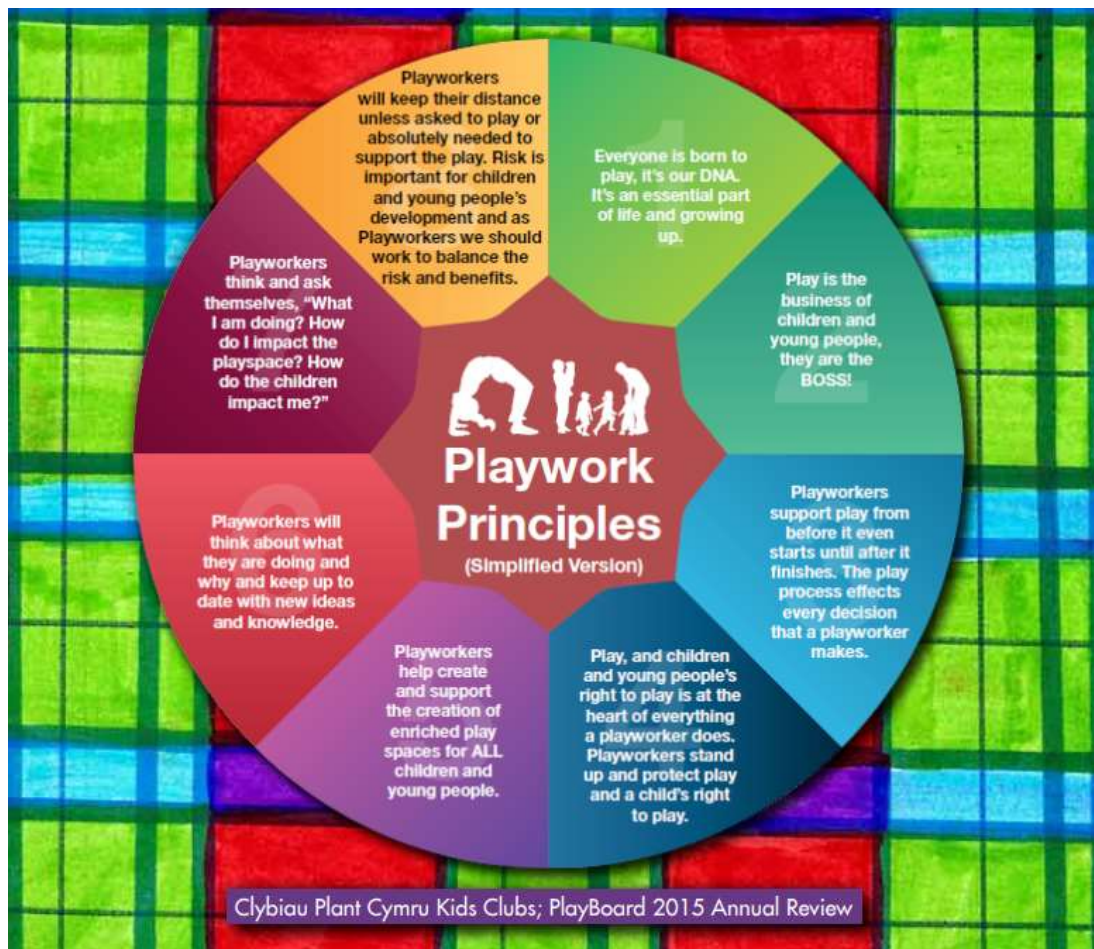 Playwork
Principles
(Simplified Version)
1
Everyone is born to
play, it's our DNA.
It's an essential part
of life and growing
up.
2
Play is the
business of
children and
young people,
they are the
BOSS!
Playworkers
support play from
before it even
starts until after it
finishes. The play
process effects
every decision
that a playworker
makes.
Play, and children
and young people's
right to play is at the
heart of everything
a playworker does.
Playworkers stand
up and protect play
and a child's right
to play.
Playworkers
help create
and support
the creation of
enriched play
spaces for ALL
children and
young people.
Playworkers will
think about what
they are doing and
why and keep up to
date with new ideas
and knowledge.
Playworkers
think and ask
themselves, “What
I am doing? How
do I impact the
playspace? How
do the children
impact me?”
Playworkers
will keep their distance
unless asked to play or
absolutely needed to
support the play. Risk is
important for children
and young people's
development and as
Playworkers we should
work to balance the
risk and benefits.
Clybiau Plant Cymru Kids Clubs; PlayBoard 2015 Annual Review